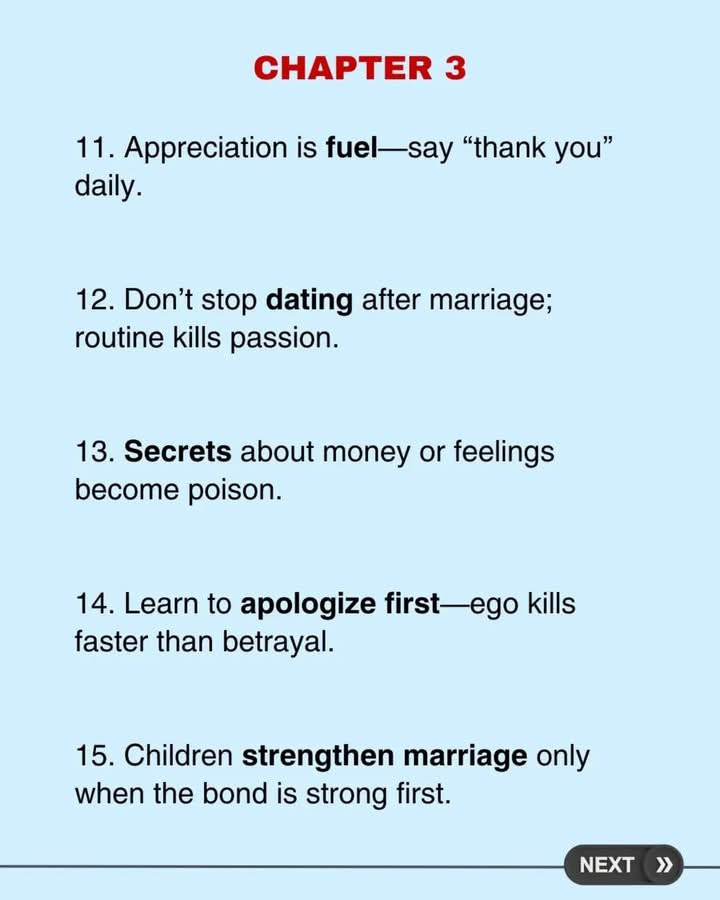 CHAPTER 3
11. Appreciation is fuel—say “thank you”
daily.
12. Don’t stop dating after marriage;
routine kills passion.
13. Secrets about money or feelings
become poison.
14. Learn to apologize first—ego kills
faster than betrayal.
15. Children strengthen marriage only
when the bond is strong first.
NEXT »